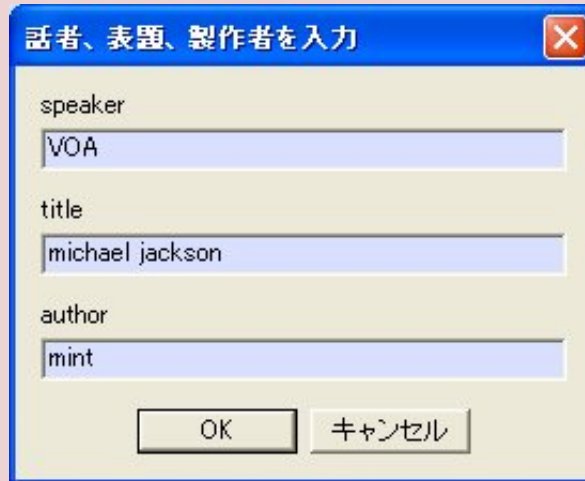 話者、表題、製作者を入力
speaker
VOA
title
michael jackson
author
mint
OK キャンセル